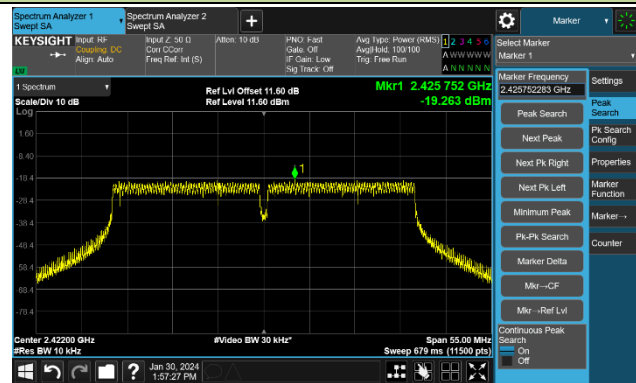 Spectrum Analyzer 1
Swept SA
Spectrum Analyzer 2
Swept SA
+
Marker
KEYSIGHT
Input: RF
Coupling: DC
Align: Auto
Input Z: 50 Ω
Corr CCorr
Freq Ref: Int (S)
Atten: 10 dB
PNO: Fast
Gate: Off
IF Gain: Low
Sig Track: Off
Avg Type: Power (RMS)
Avg|Hold: 100/100
Trig: Free Run
1 2 3 4 5 6
A W W W W W
A N N N N N
Select Marker
Marker 1
1 Spectrum
Scale/Div 10 dB
Log
Ref Lvl Offset 11.60 dB
Ref Level 11.60 dBm
Mkr1 2.425 752 GHz
-19.263 dBm
1.60
-8.40
-18.4
-28.4
-38.4
-48.4
-58.4
-68.4
-78.4
1
Center 2.42200 GHz
#Res BW 10 kHz
#Video BW 30 kHz*
Span 55.00 MHz
Sweep 679 ms (11500 pts)
Marker Frequency
2.425752283 GHz
Peak Search
Next Peak
Next Pk Right
Next Pk Left
Minimum Peak
Pk-Pk Search
Marker Delta
Mkr→CF
Mkr→Ref Lvl
Continuous Peak
Search
On
Off
Settings
Peak
Search
Pk Search
Config
Properties
Marker
Function
Marker→
Counter
?
Jan 30, 2024
1:57:27 PM